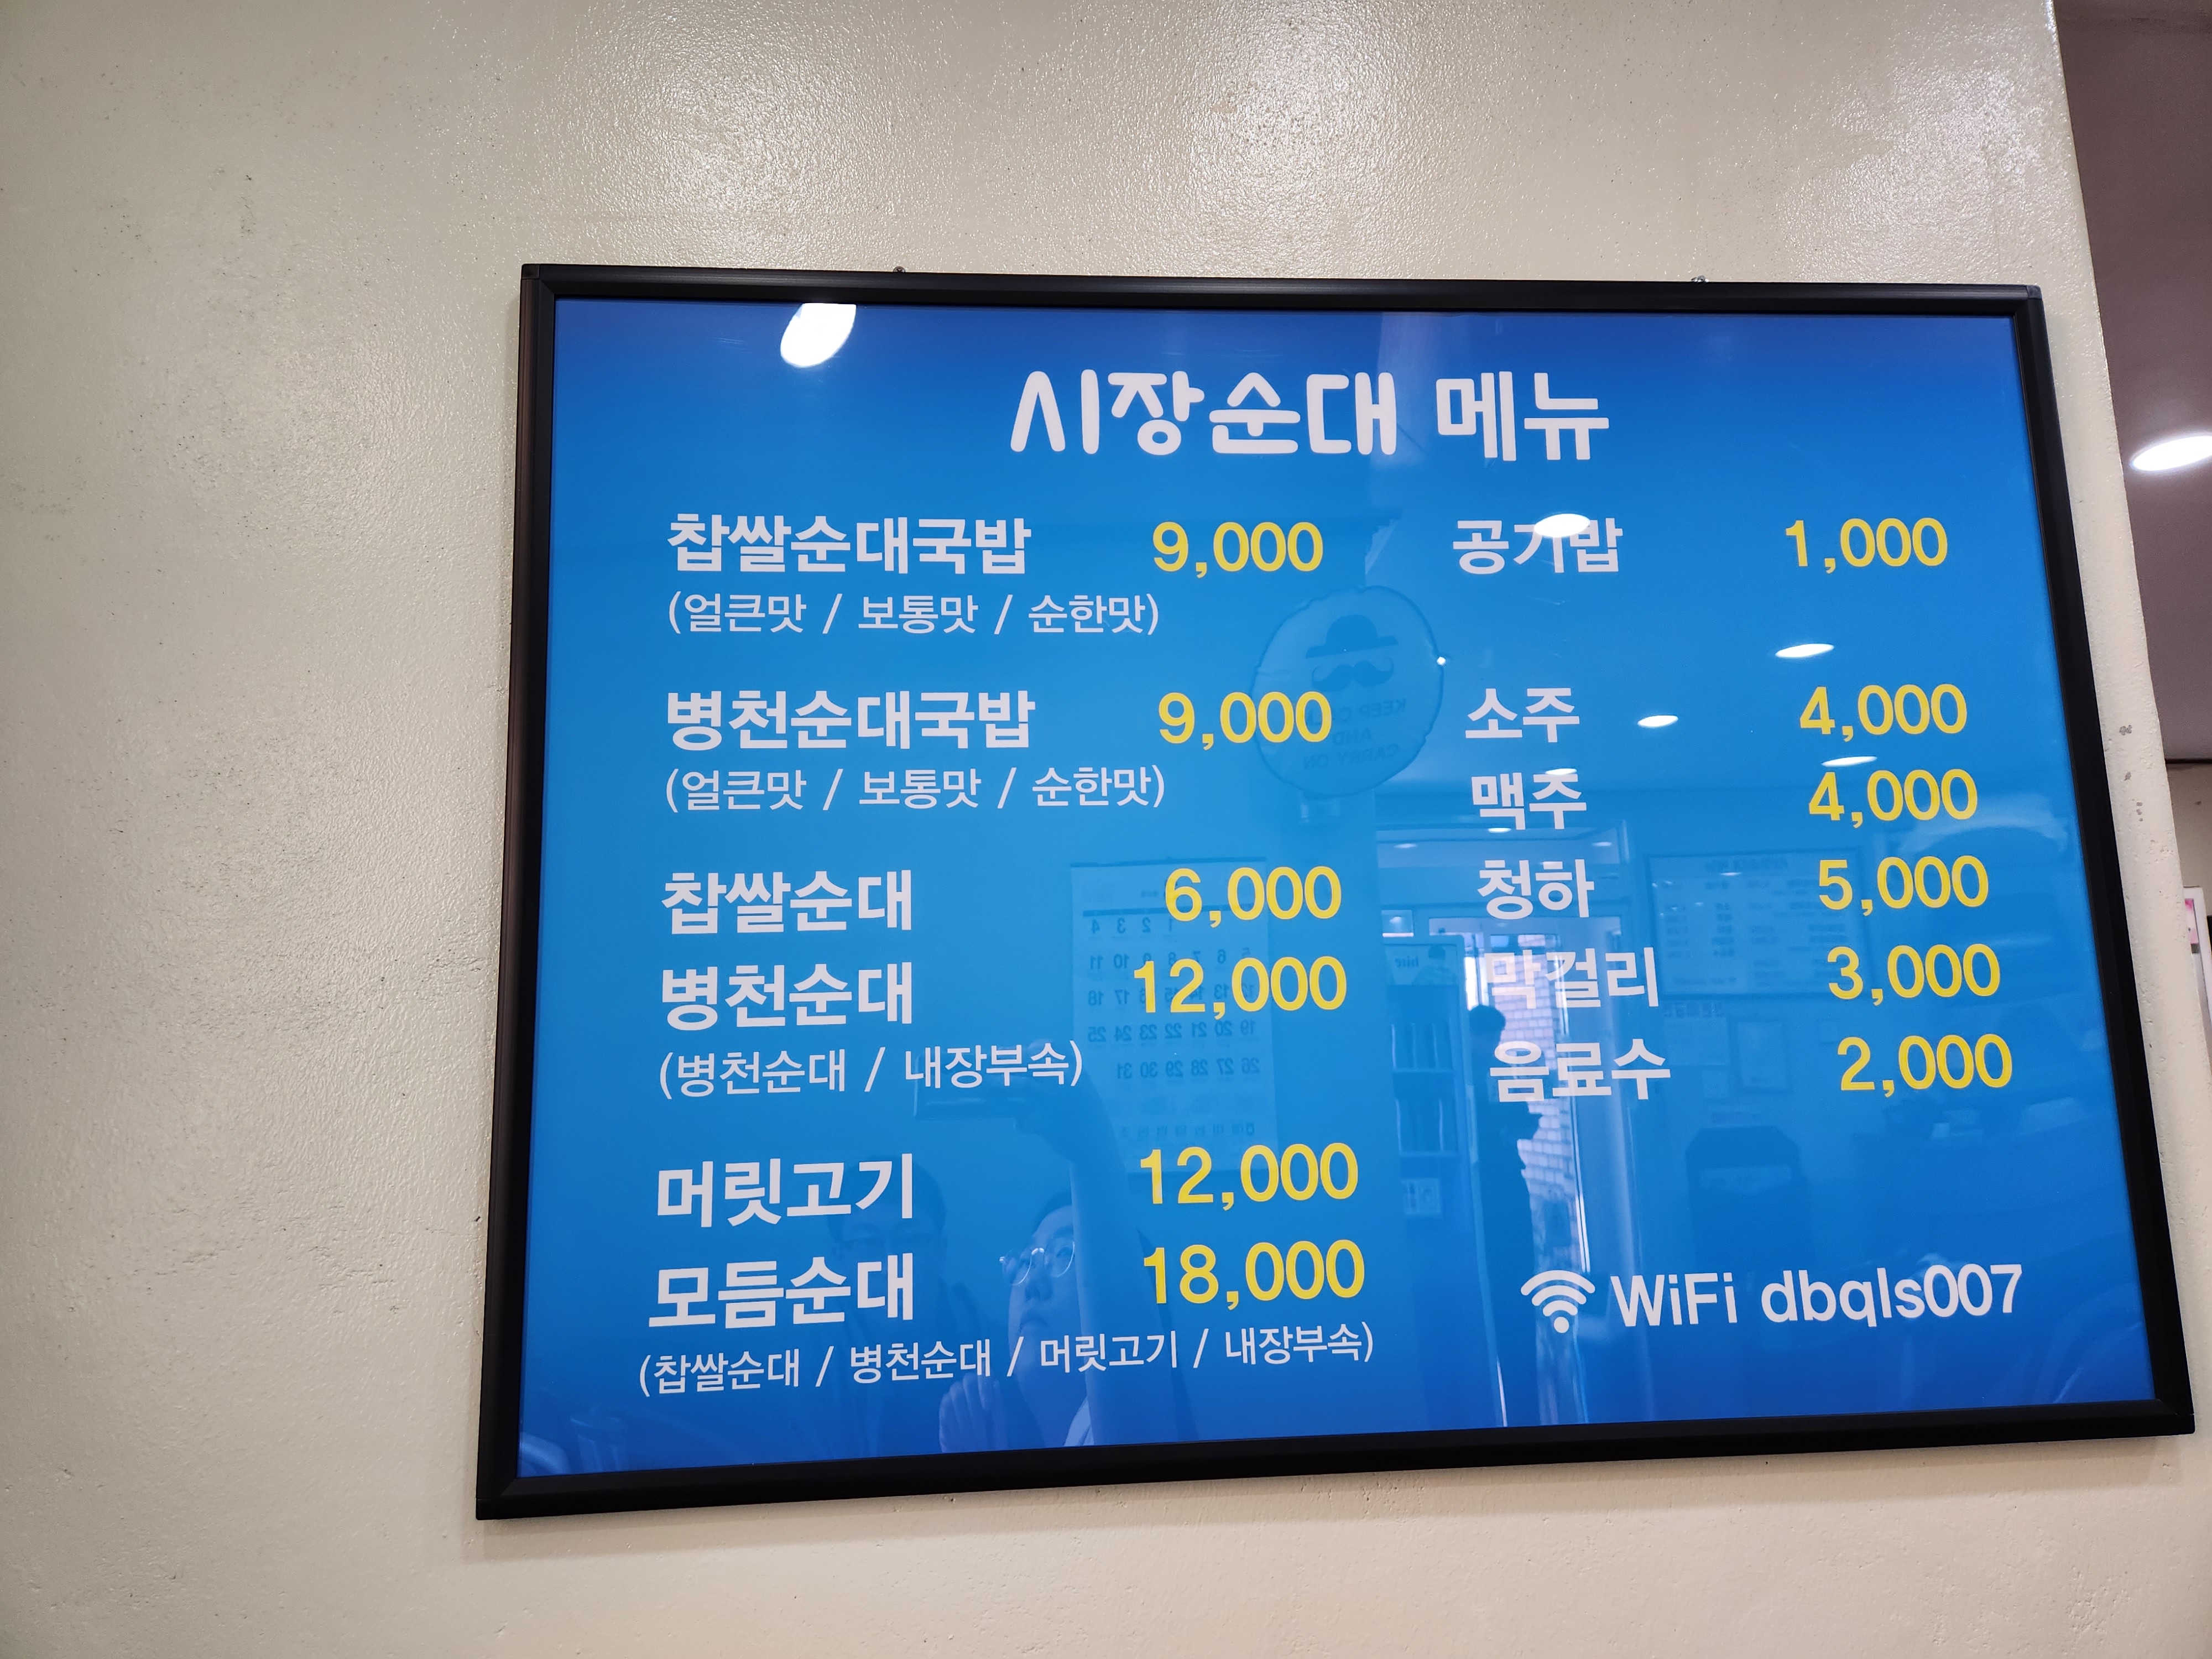 시장순대 메뉴
찹쌀순대국밥 9,000
(얼큰맛 / 보통맛 / 순한맛)
병천순대국밥 9,000
(얼큰맛 / 보통맛 / 순한맛)
찹쌀순대 6,000
병천순대 12,000
(병천순대 / 내장부속)
머릿고기 12,000
모듬순대 18,000
(찹쌀순대 / 병천순대 / 머릿고기 / 내장부속)
공기밥 1,000
소주 4,000
맥주 4,000
청하 5,000
막걸리 3,000
음료수 2,000
WiFi dbqls007